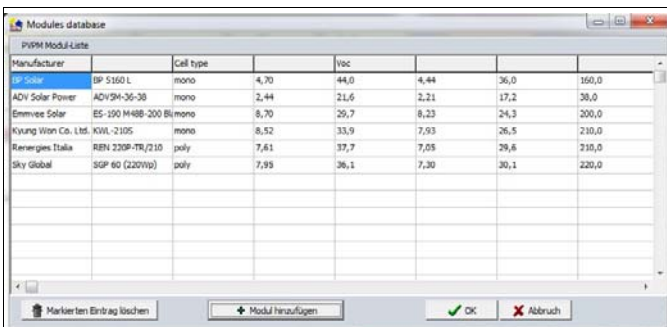 Modules database
PVPM Modul-Liste
Manufacturer Cell type Voc
BP Solar BP 5160 L mono 4,70 44,0 4,44 36,0 160,0
ADV Solar Power ADVSM-36-38 mono 2,44 21,6 2,21 17,2 38,0
Emmvee Solar ES-190 M48B-200 Bl mono 8,70 29,7 8,23 24,3 200,0
Kyung Won Co. Ltd. KWL-210S mono 8,52 33,9 7,93 26,5 210,0
Renergies Italia REN 220P-TR/210 poly 7,61 37,7 7,05 29,6 210,0
Sky Global SGP 60 (220Wp) poly 7,95 36,1 7,30 30,1 220,0
Markierten Eintrag löschen Modul hinzufügen OK Abbruch